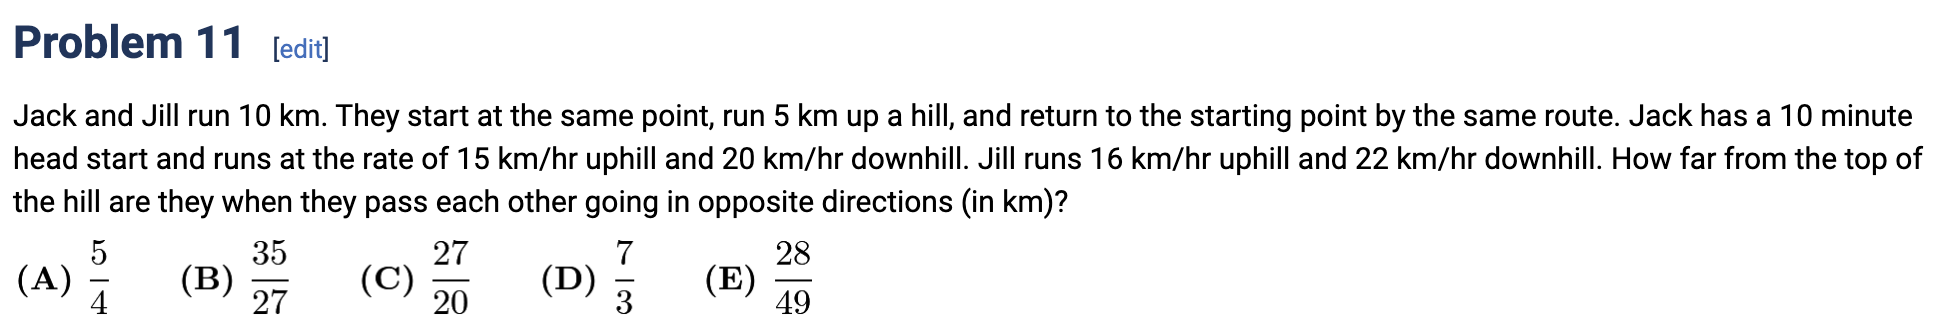 Problem 11 [edit]
Jack and Jill run 10 km. They start at the same point, run 5 km up a hill, and return to the starting point by the same route. Jack has a 10 minute
head start and runs at the rate of 15 km/hr uphill and 20 km/hr downhill. Jill runs 16 km/hr uphill and 22 km/hr downhill. How far from the top of
the hill are they when they pass each other going in opposite directions (in km)?
(A) 5/4 (B) 35/27 (C) 27/20 (D) 7/3 (E) 28/49